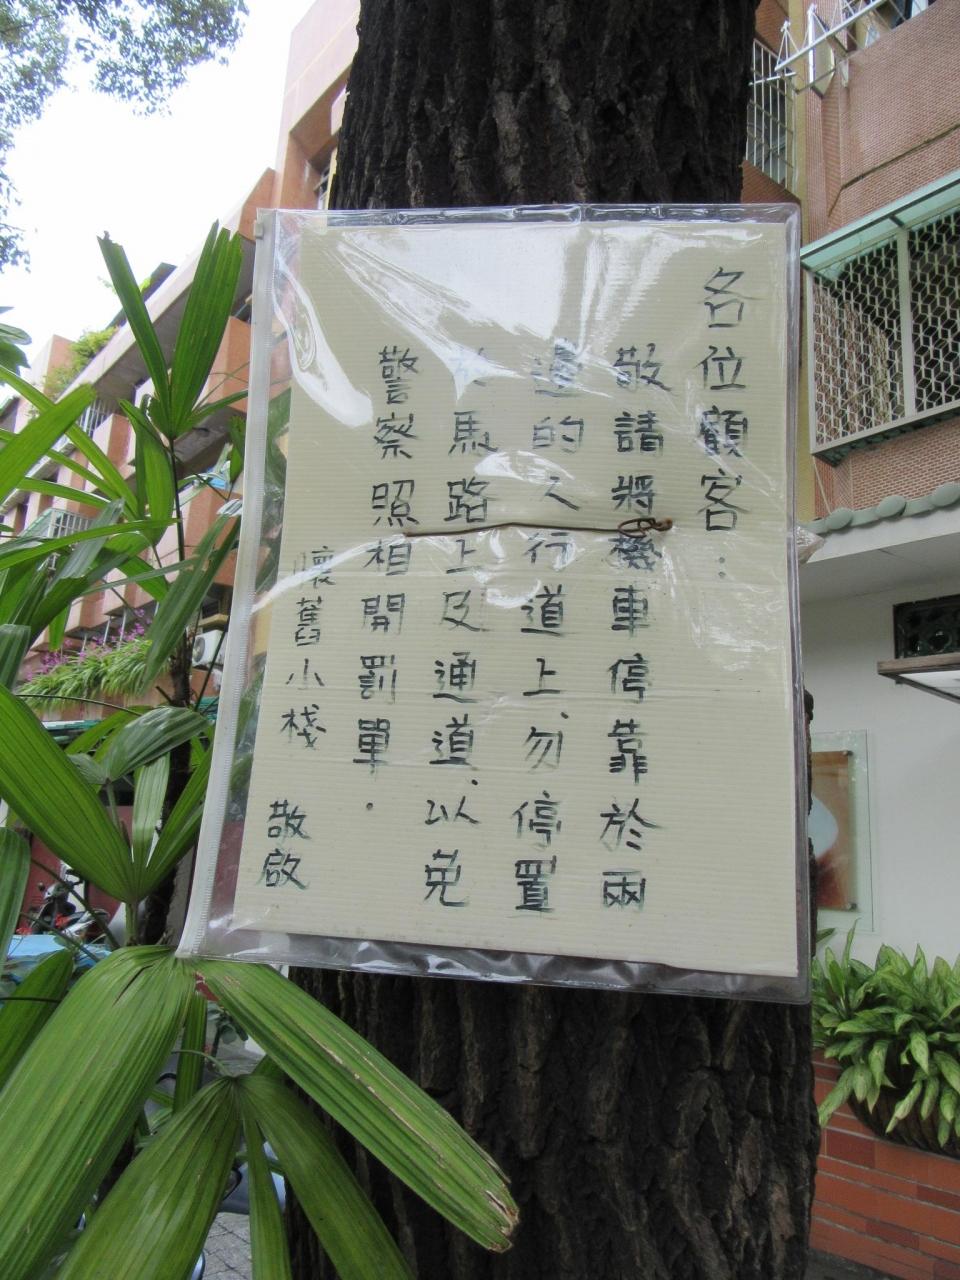 各位顧客：
敬請將機車停靠於兩
邊的人行道上、勿停置
於馬路上及通道．以免
警察照相開罰單．
懷舊小棧 敬啟